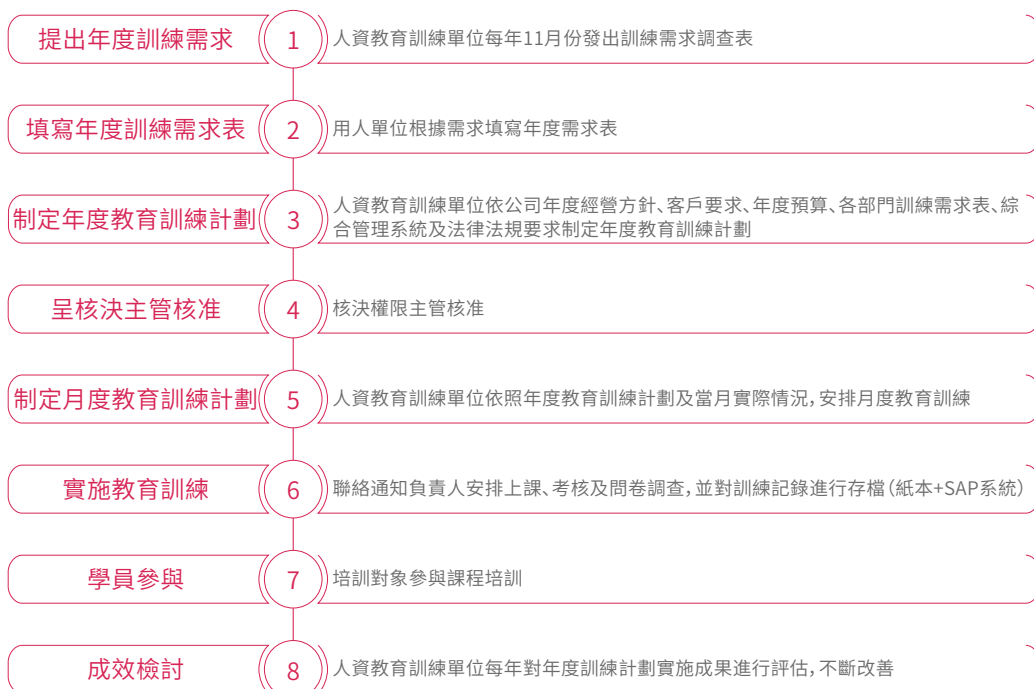 提出年度訓練需求
1
人資教育訓練單位每年11月份發出訓練需求調查表
填寫年度訓練需求表
2
用人單位根據需求填寫年度需求表
制定年度教育訓練計劃
3
人資教育訓練單位依公司年度經營方針、客戶要求、年度預算、各部門訓練需求表、綜
合管理系統及法律法規要求制定年度教育訓練計劃
呈核決主管核准
4
核決權限主管核准
制定月度教育訓練計劃
5
人資教育訓練單位依照年度教育訓練計劃及當月實際情況，安排月度教育訓練
實施教育訓練
6
聯絡通知負責人安排上課、考核及問卷調查，並對訓練記錄進行存檔（紙本+SAP系統）
學員參與
7
培訓對象參與課程培訓
成效檢討
8
人資教育訓練單位每年對年度訓練計劃實施成果進行評估，不斷改善